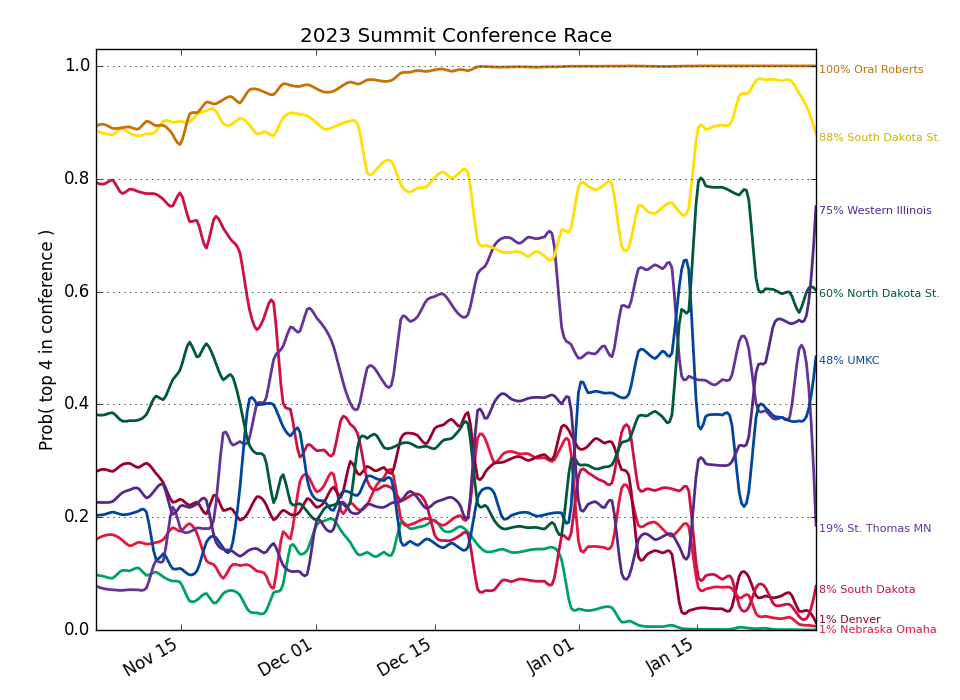 2023 Summit Conference Race
Prob( top 4 in conference )
1.0
0.8
0.6
0.4
0.2
0.0
Nov 15
Dec 01
Dec 15
Jan 01
Jan 15
100% Oral Roberts
88% South Dakota St.
75% Western Illinois
60% North Dakota St.
48% UMKC
19% St. Thomas MN
8% South Dakota
1% Denver
1% Nebraska Omaha